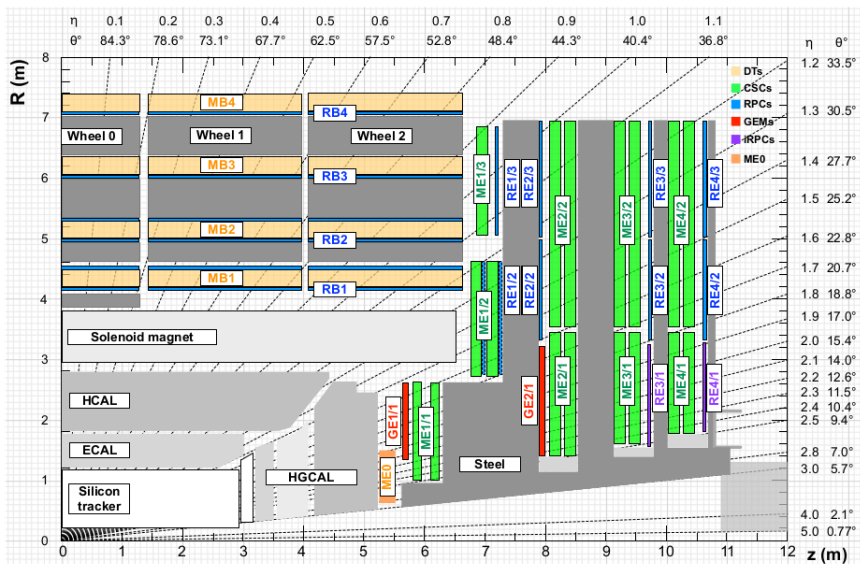 η 0.1 0.2 0.3 0.4 0.5 0.6 0.7 0.8 0.9 1.0 1.1
θ° 84.3° 78.6° 73.1° 67.7° 62.5° 57.5° 52.8° 48.4° 44.3° 40.4° 36.8° η θ°
R (m)
8
7
6
5
4
3
2
1
0
1.2 33.5°
1.3 30.5°
1.4 27.7°
1.5 25.2°
1.6 22.8°
1.7 20.7°
1.8 18.8°
1.9 17.0°
2.0 15.4°
2.1 14.0°
2.2 12.6°
2.3 11.5°
2.4 10.4°
2.5 9.4°
2.8 7.0°
3.0 5.7°
4.0 2.1°
5.0 0.77°
DTs
CSCs
RPCs
GEMs
iRPCs
ME0
MB4
RB4
Wheel 0
Wheel 1
Wheel 2
MB3
RB3
MB2
RB2
MB1
RB1
Solenoid magnet
HCAL
ECAL
Silicon
tracker
HGCAL
Steel
ME0
GE1/1
ME1/1
ME1/2
ME1/3
RE1/3
RE2/3
RE1/2
RE2/2
GE2/1
ME2/2
ME2/1
ME3/2
ME3/1
RE3/3
RE3/2
RE3/1
ME4/2
ME4/1
RE4/3
RE4/2
RE4/1
0 1 2 3 4 5 6 7 8 9 10 11 12
z (m)